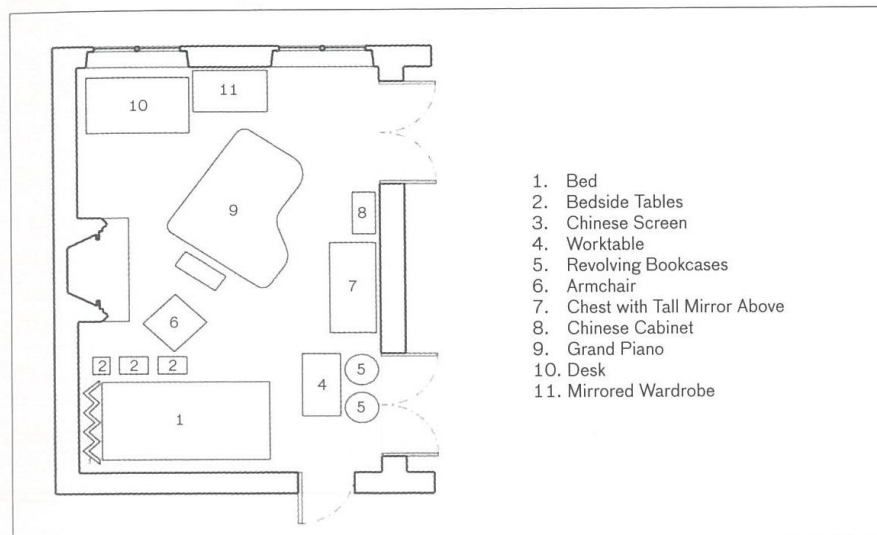 10
11
9
8
7
6
2 2 2
4
5
5
1
1. Bed
2. Bedside Tables
3. Chinese Screen
4. Worktable
5. Revolving Bookcases
6. Armchair
7. Chest with Tall Mirror Above
8. Chinese Cabinet
9. Grand Piano
10. Desk
11. Mirrored Wardrobe